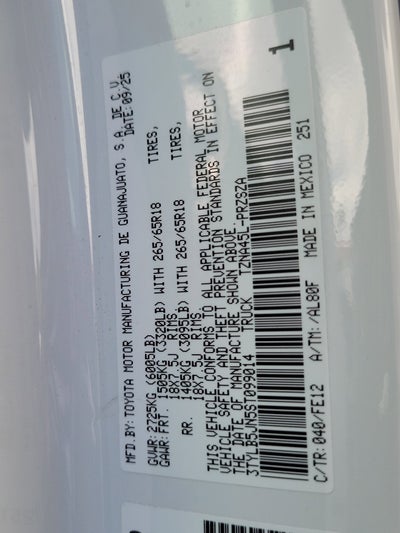 MFD.BY: TOYOTA MOTOR MANUFACTURING DE GUANAJUATO, S.A. DE C.V.
DATE: 09/25
GVWR: 2725KG (6005LB)
GAWR: FRT. 1505KG (3320LB) WITH 265/65R18 TIRES,
18X7.5J RIMS.
RR. 1405KG (3095LB) WITH 265/65R18 TIRES,
18X7.5J RIMS.
THIS VEHICLE CONFORMS TO ALL APPLICABLE FEDERAL MOTOR
VEHICLE SAFETY AND THEFT PREVENTION STANDARDS IN EFFECT ON
THE DATE OF MANUFACTURE SHOWN ABOVE.
3TYLB5JN5ST099014 TRUCK TZNA45L-PRZSZA
C/TR: 040/FE12 A/TM: /AL80F MADE IN MEXICO 251
1